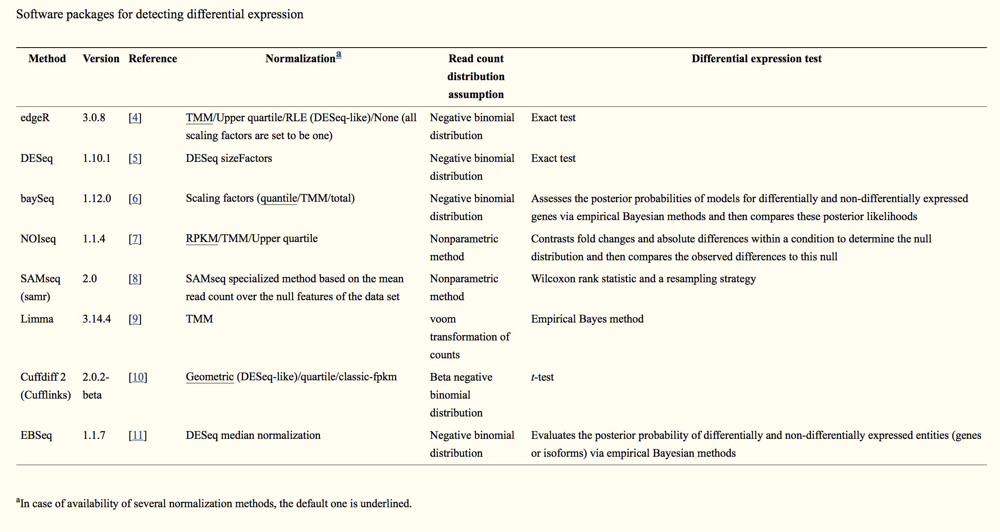 Software packages for detecting differential expression
Method Version Reference Normalizationa Read count distribution assumption Differential expression test
edgeR 3.0.8 [4] TMM/Upper quartile/RLE (DESeq-like)/None (all scaling factors are set to be one) Negative binomial distribution Exact test
DESeq 1.10.1 [5] DESeq sizeFactors Negative binomial distribution Exact test
baySeq 1.12.0 [6] Scaling factors (quantile/TMM/total) Negative binomial distribution Assesses the posterior probabilities of models for differentially and non-differentially expressed genes via empirical Bayesian methods and then compares these posterior likelihoods
NOIseq 1.1.4 [7] RPKM/TMM/Upper quartile Nonparametric method Contrasts fold changes and absolute differences within a condition to determine the null distribution and then compares the observed differences to this null
SAMseq (samr) 2.0 [8] SAMseq specialized method based on the mean read count over the null features of the data set Nonparametric method Wilcoxon rank statistic and a resampling strategy
Limma 3.14.4 [9] TMM voom transformation of counts Empirical Bayes method
Cuffdiff 2 (Cufflinks) 2.0.2-beta [10] Geometric (DESeq-like)/quartile/classic-fpkm Beta negative binomial distribution t-test
EBSeq 1.1.7 [11] DESeq median normalization Negative binomial distribution Evaluates the posterior probability of differentially and non-differentially expressed entities (genes or isoforms) via empirical Bayesian methods
aIn case of availability of several normalization methods, the default one is underlined.